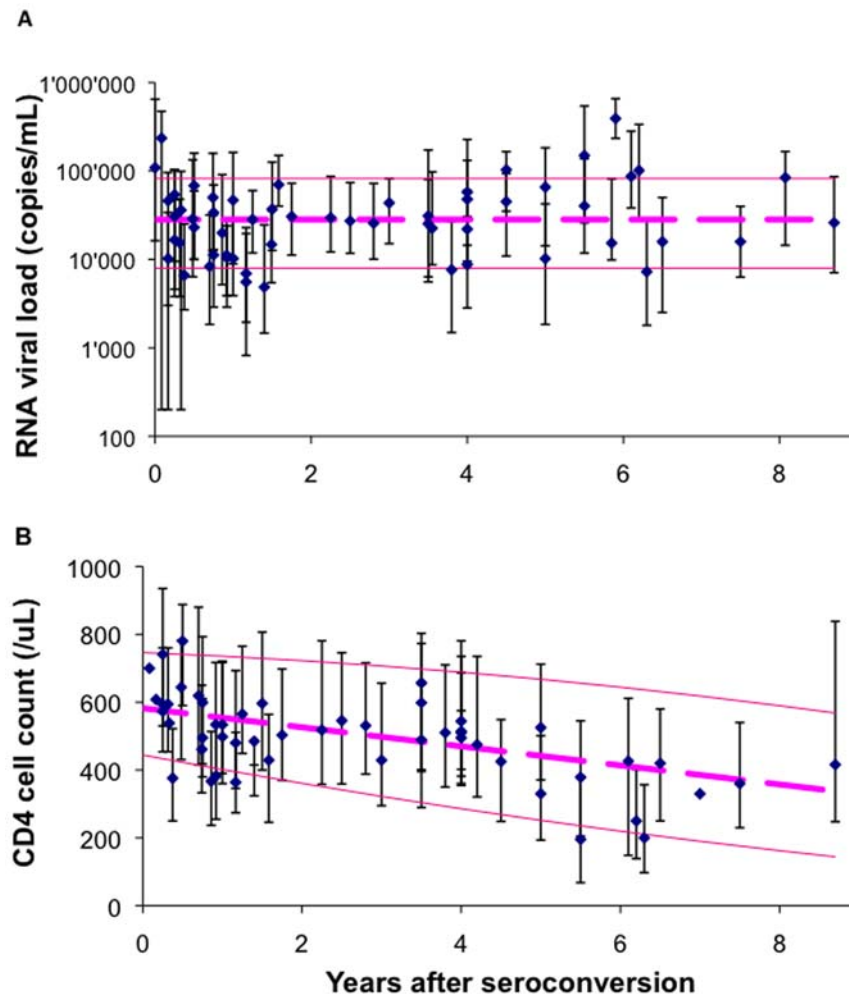 A
RNA viral load (copies/mL)
1'000'000
100'000
10'000
1'000
100
0 2 4 6 8
B
CD4 cell count (/uL)
1000
800
600
400
200
0
0 2 4 6 8
Years after seroconversion